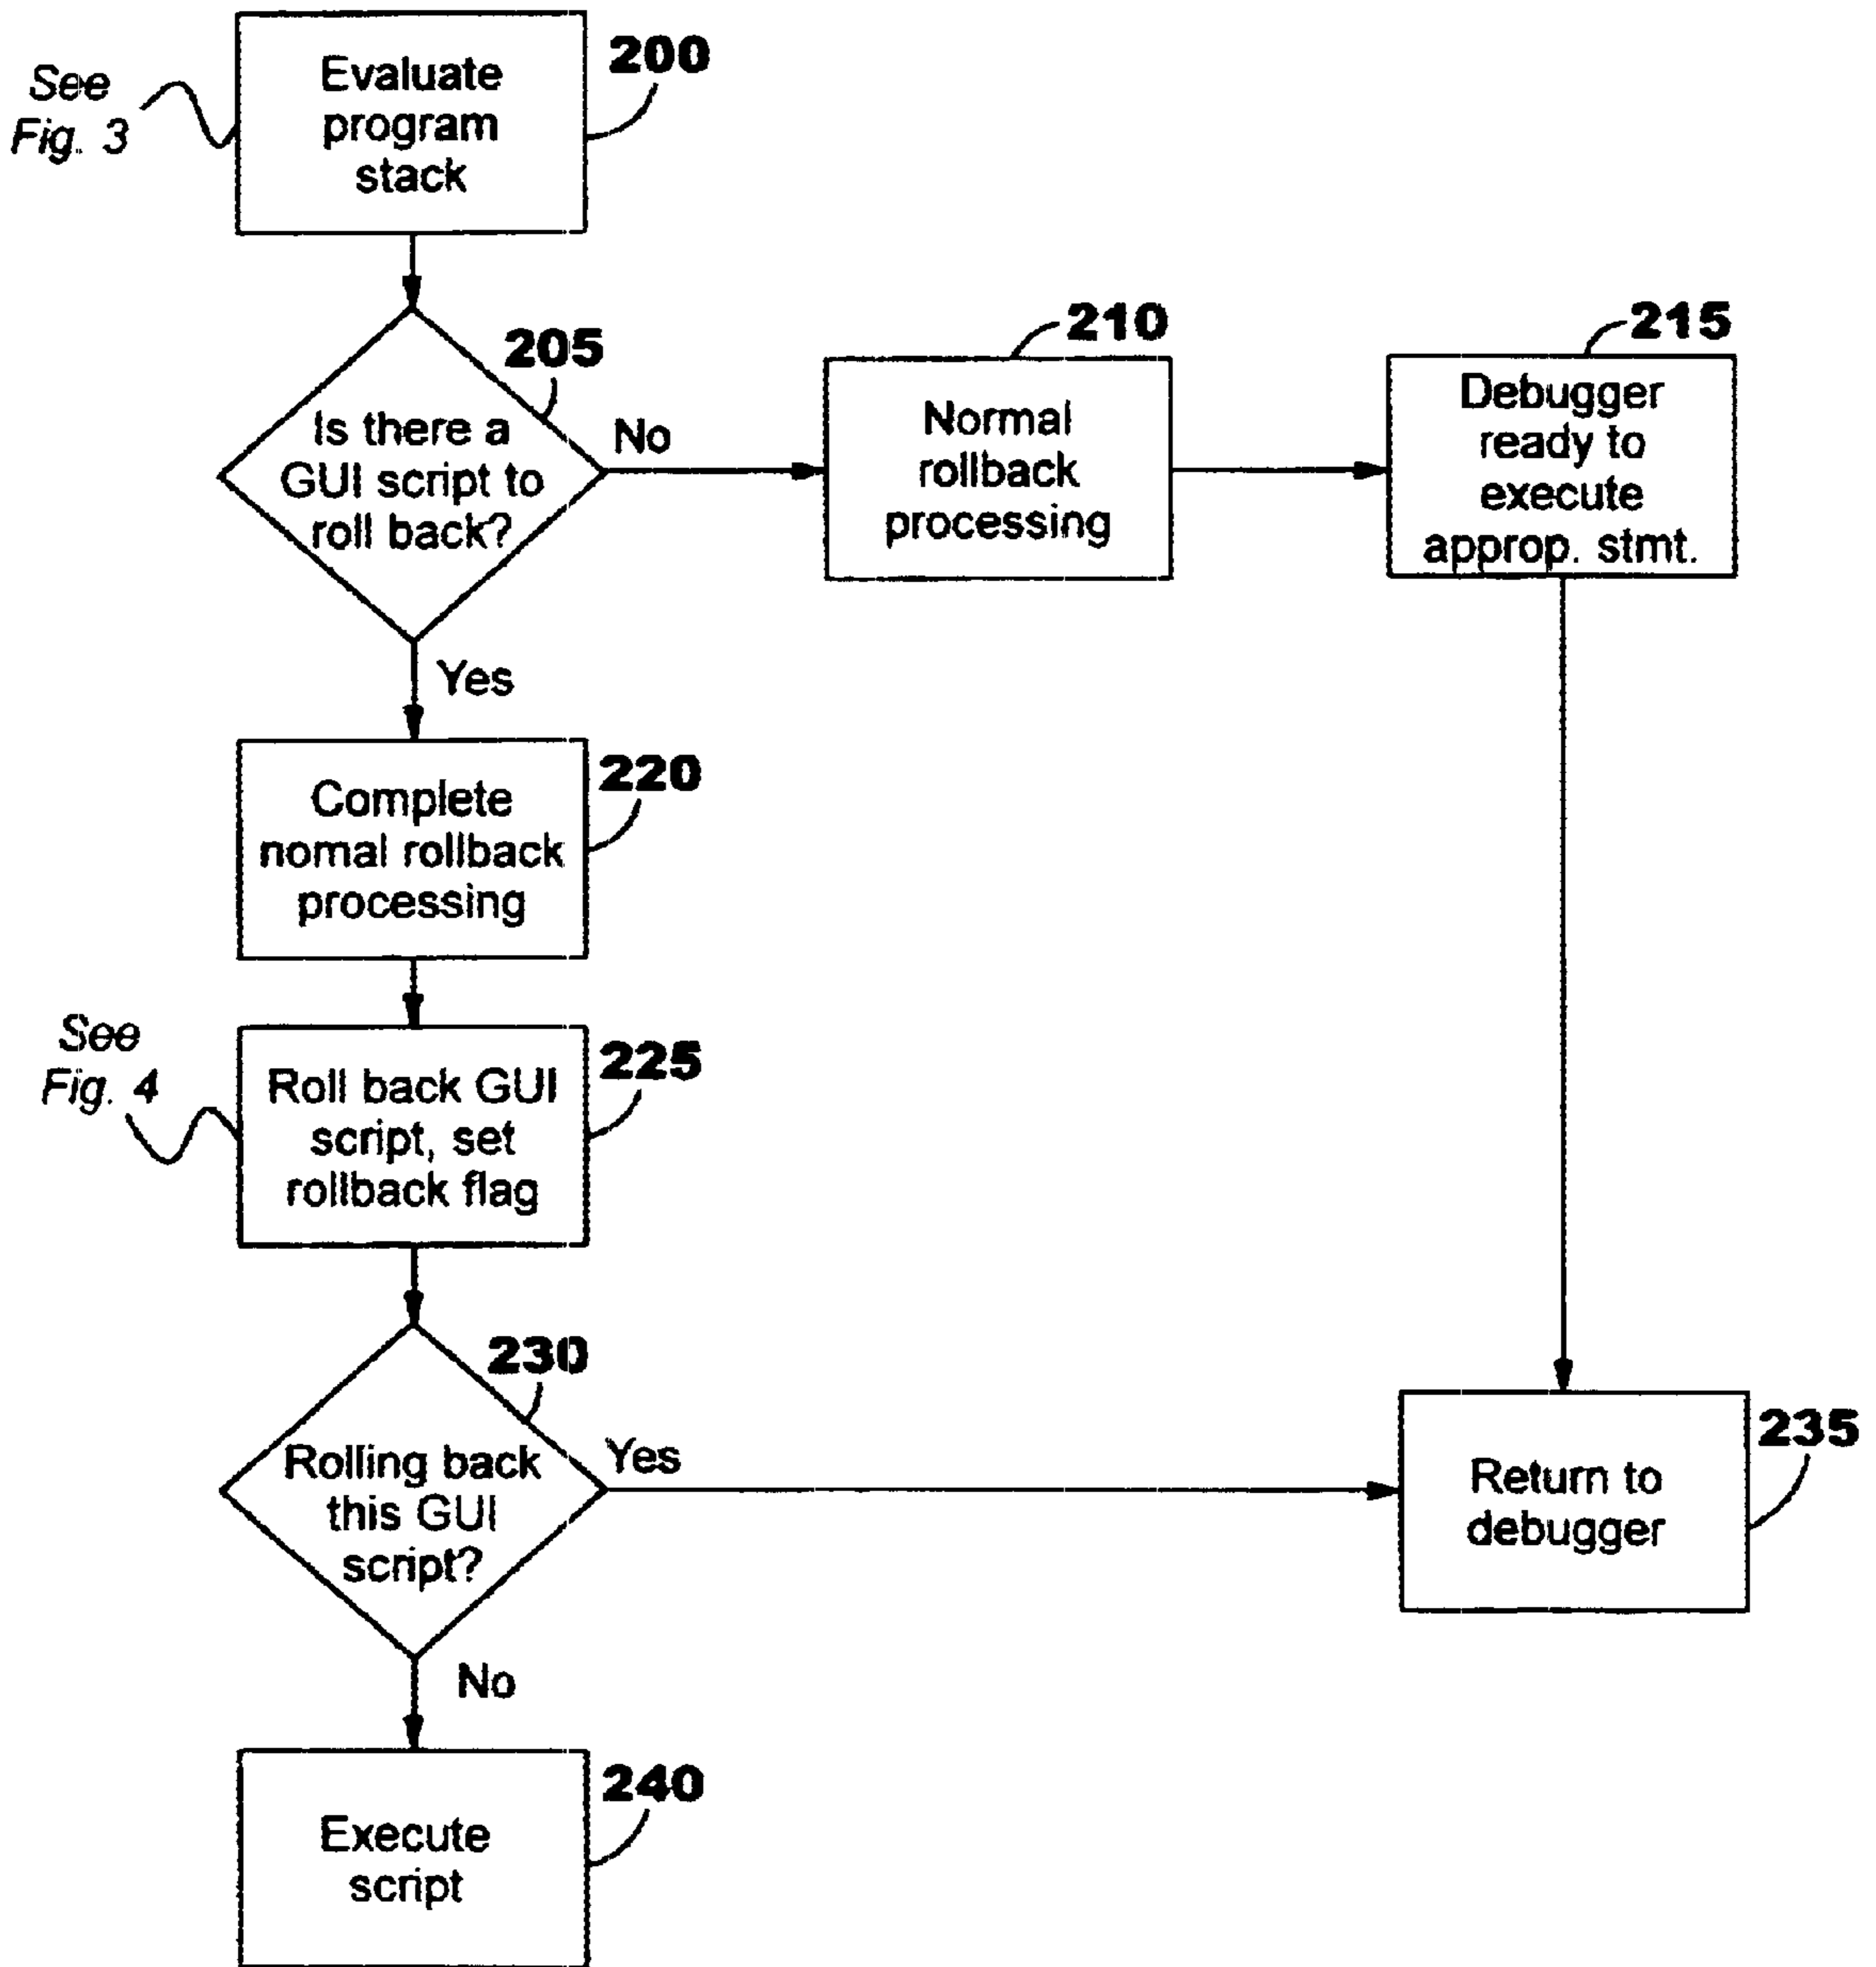 See
Fig. 3
Evaluate
program
stack
200
205
Is there a
GUI script to
roll back?
No
210
Normal
rollback
processing
215
Debugger
ready to
execute
approp. stmt.
Yes
220
Complete
nomal rollback
processing
See
Fig. 4
225
Roll back GUI
script, set
rollback flag
230
Rolling back
this GUI
script?
Yes
235
Return to
debugger
No
240
Execute
script